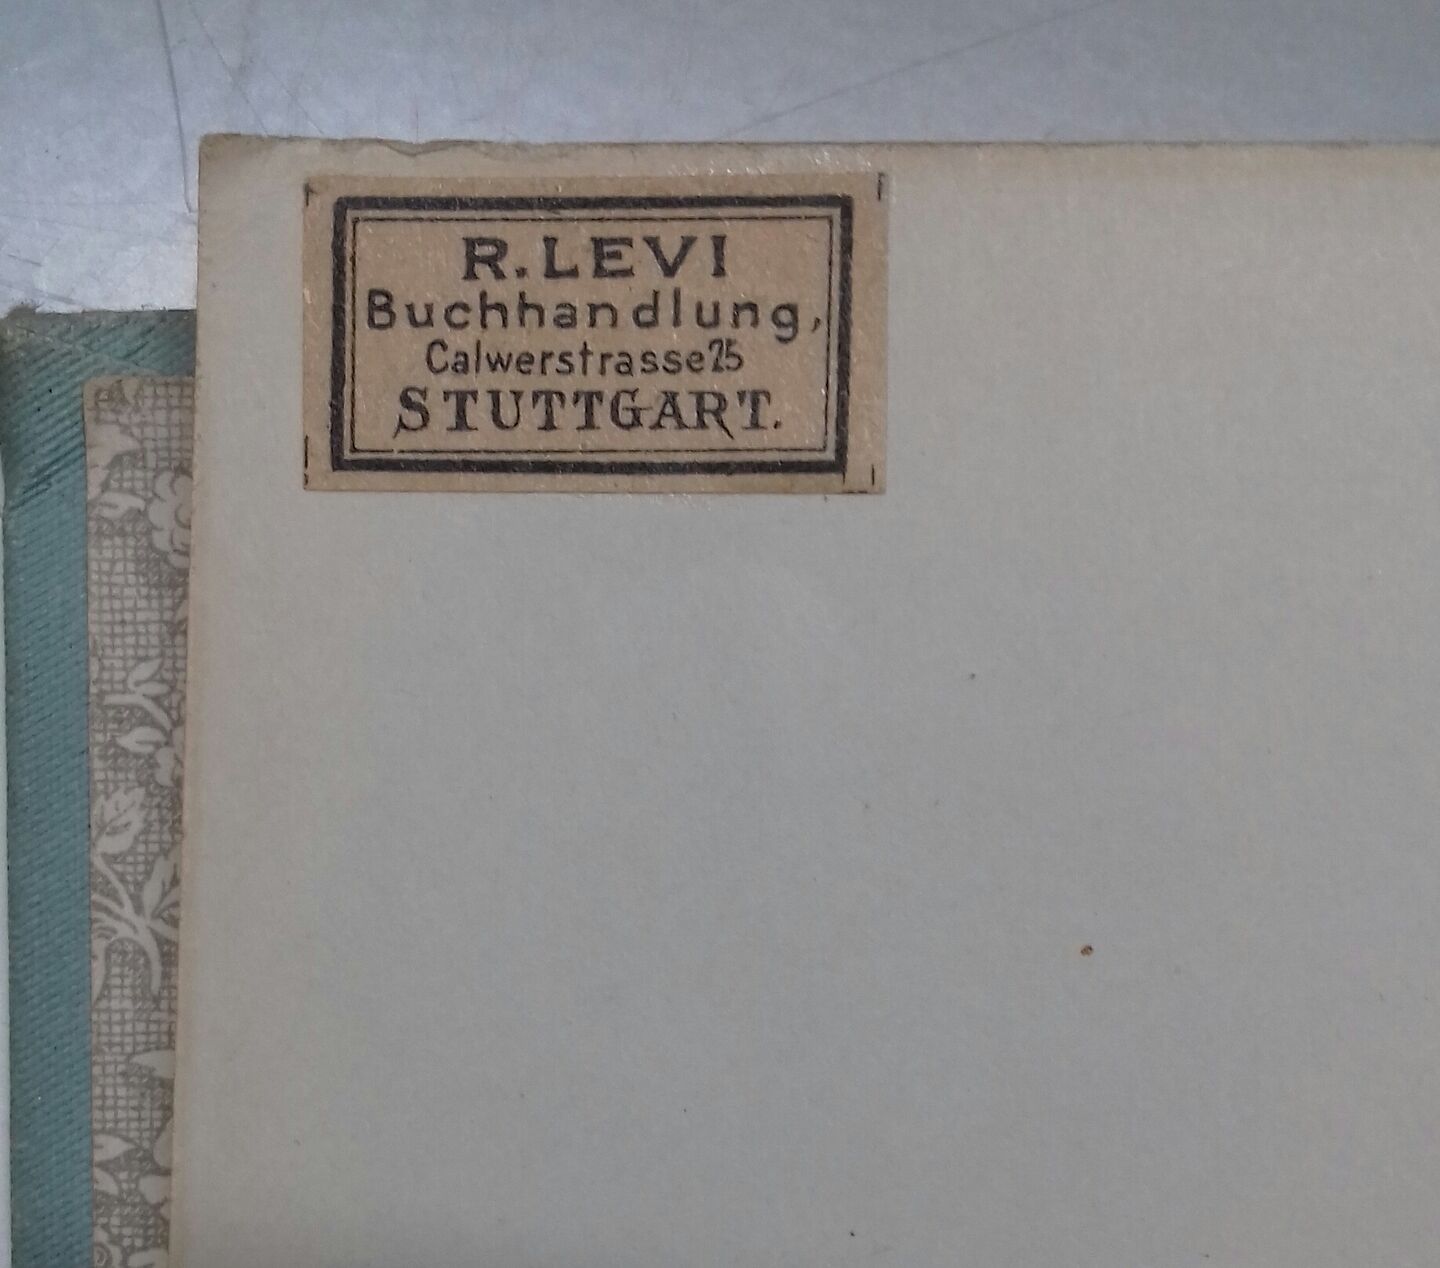 R. LEVI
Buchhandlung,
Calwerstrasse 25
STUTTGART.